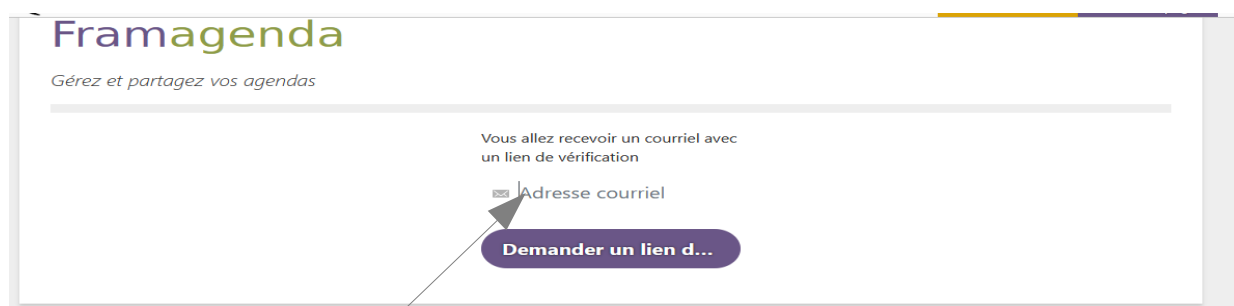 Framagenda
Gérez et partagez vos agendas
Vous allez recevoir un courriel avec
un lien de vérification
Adresse courriel
Demander un lien d...